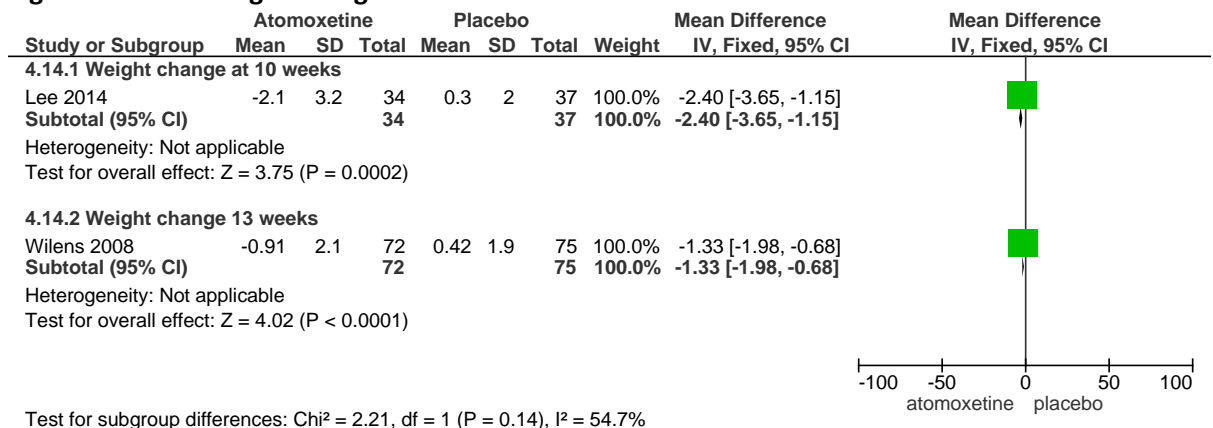 Atomoxetine Placebo Mean Difference Mean Difference
Study or Subgroup Mean SD Total Mean SD Total Weight IV, Fixed, 95% CI IV, Fixed, 95% CI
4.14.1 Weight change at 10 weeks
Lee 2014 -2.1 3.2 34 0.3 2 37 100.0% -2.40 [-3.65, -1.15]
Subtotal (95% CI) 34 37 100.0% -2.40 [-3.65, -1.15]
Heterogeneity: Not applicable
Test for overall effect: Z = 3.75 (P = 0.0002)
4.14.2 Weight change 13 weeks
Wilens 2008 -0.91 2.1 72 0.42 1.9 75 100.0% -1.33 [-1.98, -0.68]
Subtotal (95% CI) 72 75 100.0% -1.33 [-1.98, -0.68]
Heterogeneity: Not applicable
Test for overall effect: Z = 4.02 (P < 0.0001)
-100 -50 0 50 100
atomoxetine placebo
Test for subgroup differences: Chi² = 2.21, df = 1 (P = 0.14), I² = 54.7%